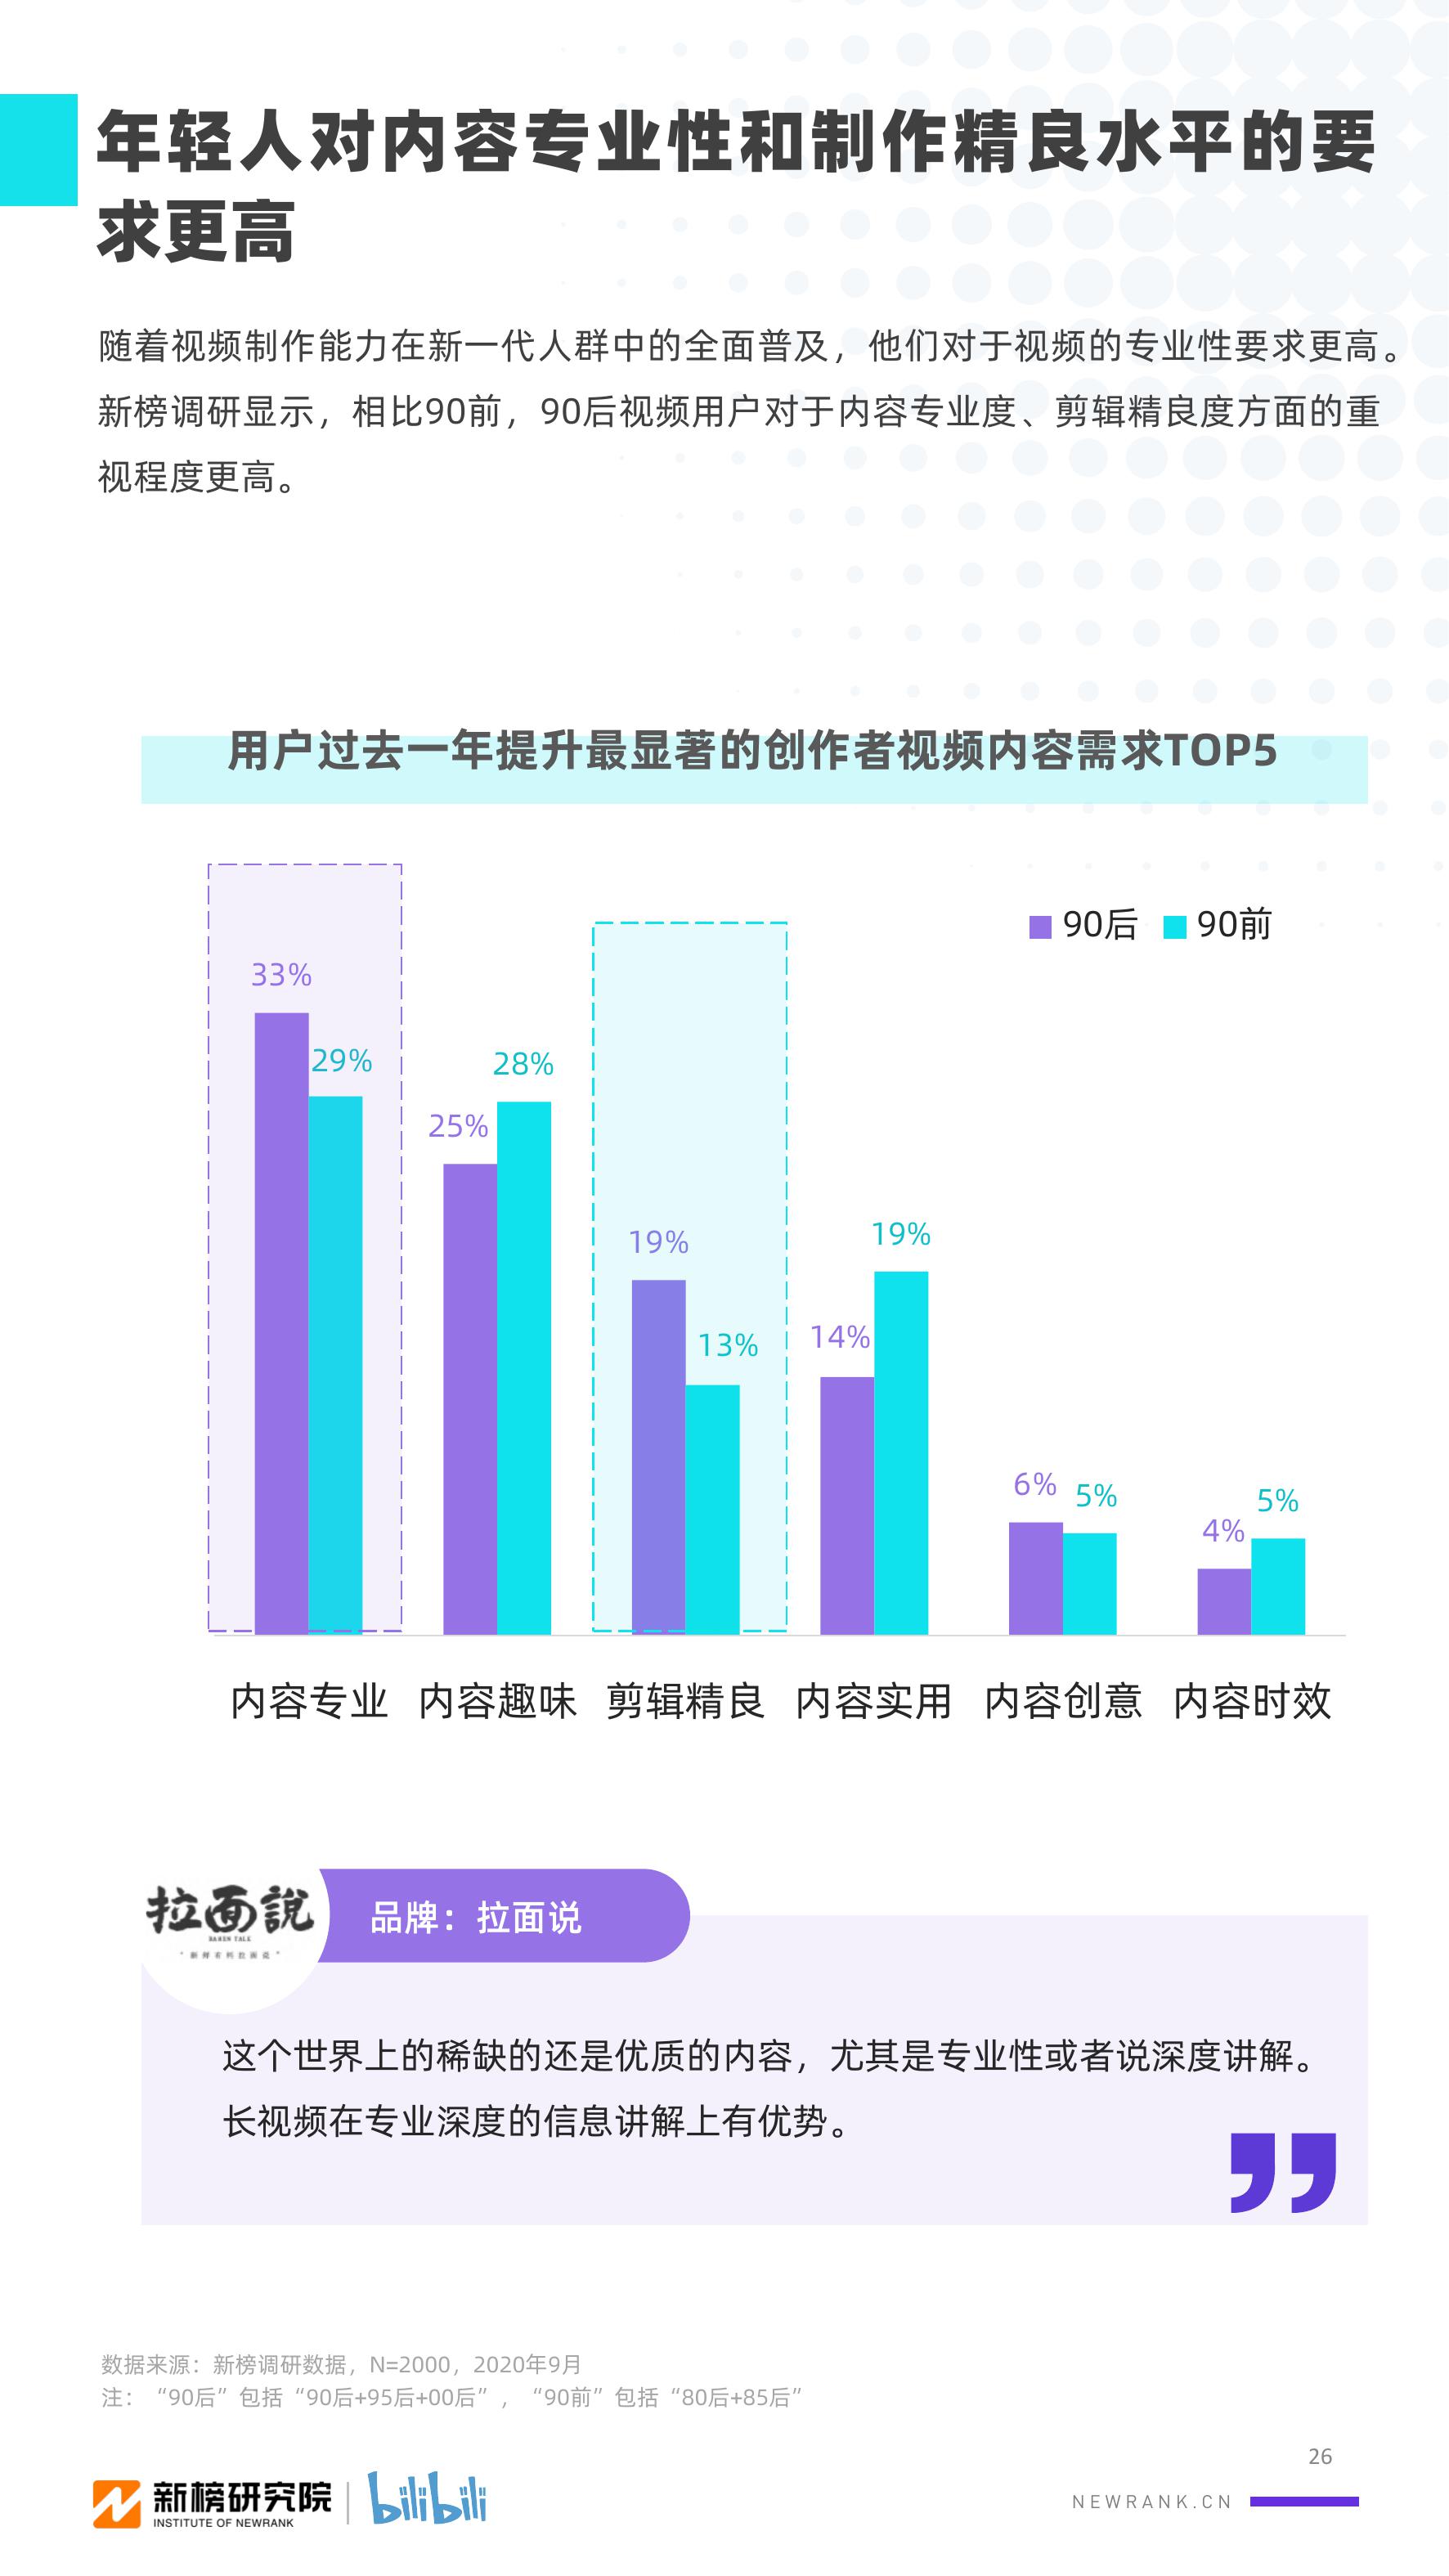 年轻人对内容专业性和制作精良水平的要
求更高
随着视频制作能力在新一代人群中的全面普及，他们对于视频的专业性要求更高。
新榜调研显示，相比90前，90后视频用户对于内容专业度、剪辑精良度方面的重
视程度更高。
用户过去一年提升最显著的创作者视频内容需求TOP5
90后 90前
33%
29%
25%
28%
19%
13%
14%
19%
6%
5%
4%
5%
内容专业 内容趣味 剪辑精良 内容实用 内容创意 内容时效
拉面說
RAMEN TALK
品牌：拉面说
这个世界上的稀缺的还是优质的内容，尤其是专业性或者说深度讲解。
长视频在专业深度的信息讲解上有优势。
数据来源：新榜调研数据，N=2000，2020年9月
注：“90后”包括“90后+95后+00后”，“90前”包括“80后+85后”
26
新榜研究院
INSTITUTE OF NEWRANK
bilibili
NEWRANK.CN